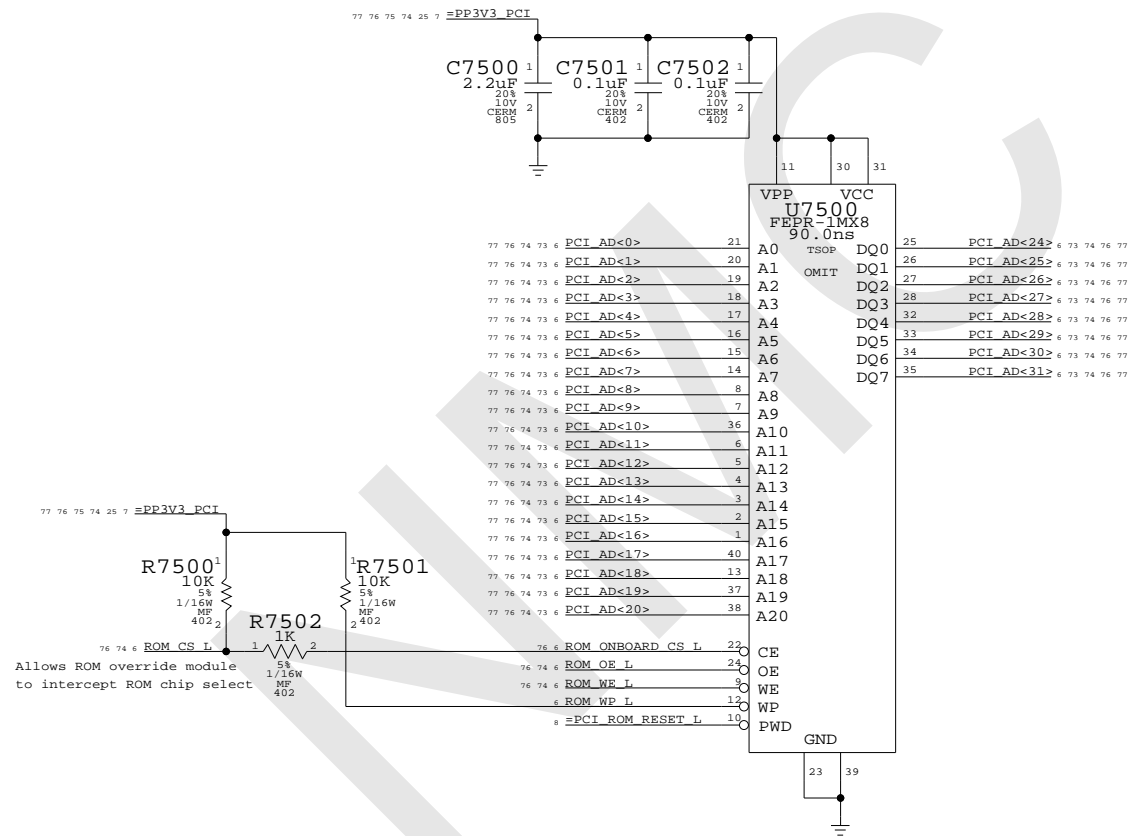 77 76 75 74 25 7 =PP3V3_PCI
C7500 1
2.2uF
20%
10V 2
CERM
805
C7501 1
0.1uF
20%
10V 2
CERM
402
C7502 1
0.1uF
20%
10V 2
CERM
402
11 30 31
VPP VCC
U7500
FEPR-1MX8
90.0ns
TSOP
OMIT
77 76 74 73 6 PCI_AD<0> 21 A0 DQ0 25 PCI_AD<24> 6 73 74 76 77
77 76 74 73 6 PCI_AD<1> 20 A1 DQ1 26 PCI_AD<25> 6 73 74 76 77
77 76 74 73 6 PCI_AD<2> 19 A2 DQ2 27 PCI_AD<26> 6 73 74 76 77
77 76 74 73 6 PCI_AD<3> 18 A3 DQ3 28 PCI_AD<27> 6 73 74 76 77
77 76 74 73 6 PCI_AD<4> 17 A4 DQ4 32 PCI_AD<28> 6 73 74 76 77
77 76 74 73 6 PCI_AD<5> 16 A5 DQ5 33 PCI_AD<29> 6 73 74 76 77
77 76 74 73 6 PCI_AD<6> 15 A6 DQ6 34 PCI_AD<30> 6 73 74 76 77
77 76 74 73 6 PCI_AD<7> 14 A7 DQ7 35 PCI_AD<31> 6 73 74 76 77
77 76 74 73 6 PCI_AD<8> 8 A8
77 76 74 73 6 PCI_AD<9> 7 A9
77 76 74 73 6 PCI_AD<10> 36 A10
77 76 74 73 6 PCI_AD<11> 6 A11
77 76 74 73 6 PCI_AD<12> 5 A12
77 76 74 73 6 PCI_AD<13> 4 A13
77 76 74 73 6 PCI_AD<14> 3 A14
77 76 74 73 6 PCI_AD<15> 2 A15
77 76 74 73 6 PCI_AD<16> 1 A16
77 76 74 73 6 PCI_AD<17> 40 A17
77 76 74 73 6 PCI_AD<18> 13 A18
77 76 74 73 6 PCI_AD<19> 37 A19
77 76 74 73 6 PCI_AD<20> 38 A20
77 76 75 74 25 7 =PP3V3_PCI
R7500 1
10K
5%
1/16W
MF
402 2
1 R7501
10K
5%
1/16W
MF
2 402
R7502
1K
1 2
5%
1/16W
MF
402
76 74 6 ROM_CS_L
Allows ROM override module
to intercept ROM chip select
76 6 ROM_ONBOARD_CS_L 22 CE
76 74 6 ROM_OE_L 24 OE
76 74 6 ROM_WE_L 9 WE
6 ROM_WP_L 12 WP
8 =PCI_ROM_RESET_L 10 PWD
GND
23 39
NMC